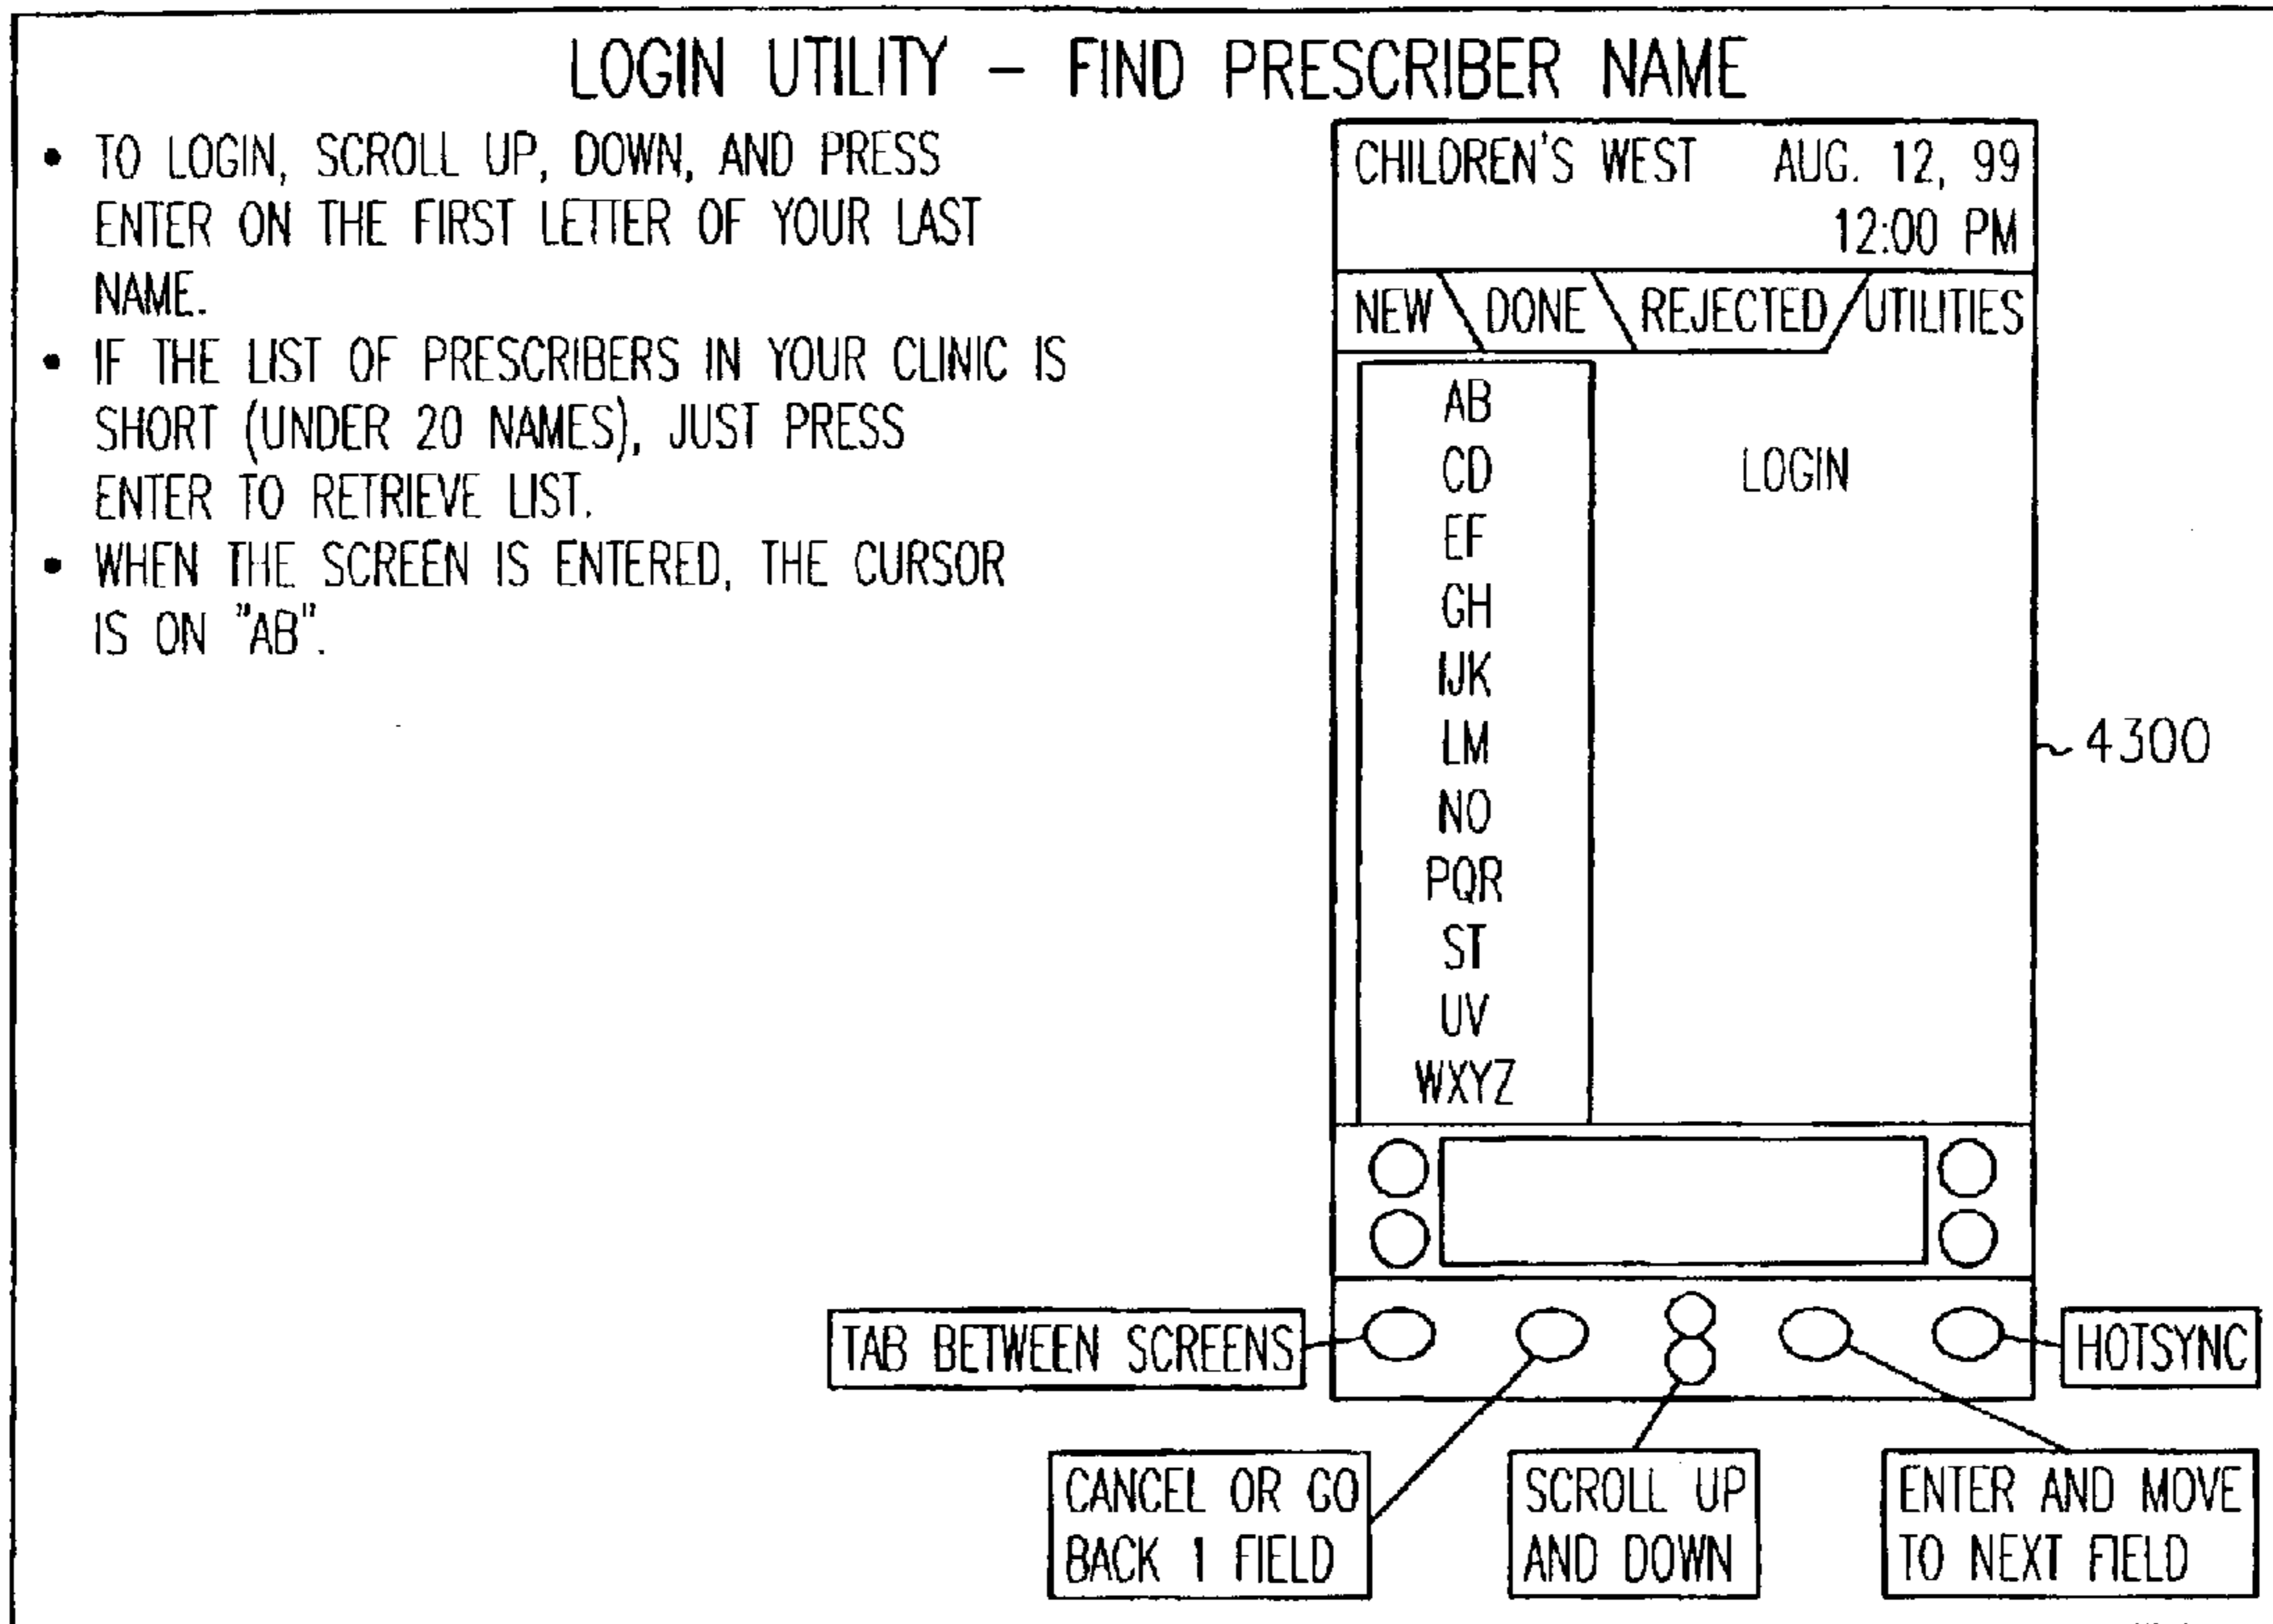 LOGIN UTILITY – FIND PRESCRIBER NAME
• TO LOGIN, SCROLL UP, DOWN, AND PRESS
ENTER ON THE FIRST LETTER OF YOUR LAST
NAME.
• IF THE LIST OF PRESCRIBERS IN YOUR CLINIC IS
SHORT (UNDER 20 NAMES), JUST PRESS
ENTER TO RETRIEVE LIST.
• WHEN THE SCREEN IS ENTERED, THE CURSOR
IS ON "AB".
CHILDREN'S WEST AUG. 12, 99
12:00 PM
NEW DONE REJECTED UTILITIES
AB
CD
EF
GH
IJK
LM
NO
PQR
ST
UV
WXYZ
LOGIN
4300
TAB BETWEEN SCREENS
HOTSYNC
CANCEL OR GO
BACK 1 FIELD
SCROLL UP
AND DOWN
ENTER AND MOVE
TO NEXT FIELD